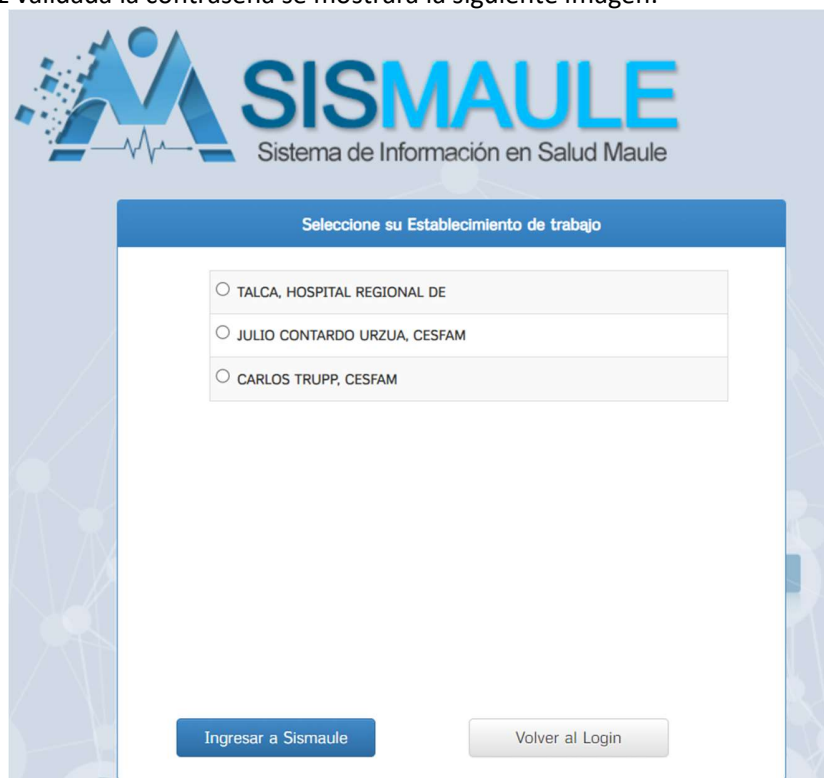 validada la contraseña se mostrará la siguiente imagen:
SISMAULE
Sistema de Información en Salud Maule
Seleccione su Establecimiento de trabajo
TALCA, HOSPITAL REGIONAL DE
JULIO CONTARDO URZUA, CESFAM
CARLOS TRUPP, CESFAM
Ingresar a Sismaule
Volver al Login